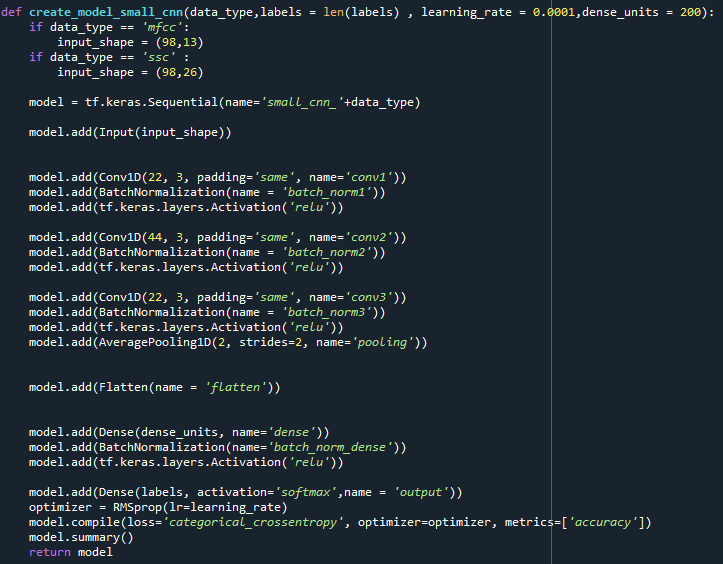 def create_model_small_cnn(data_type,labels = len(labels) , learning_rate = 0.0001,dense_units = 200):
    if data_type == 'mfcc':
        input_shape = (98,13)
    if data_type == 'ssc' :
        input_shape = (98,26)

    model = tf.keras.Sequential(name='small_cnn_'+data_type)

    model.add(Input(input_shape))


    model.add(Conv1D(22, 3, padding='same', name='conv1'))
    model.add(BatchNormalization(name = 'batch_norm1'))
    model.add(tf.keras.layers.Activation('relu'))

    model.add(Conv1D(44, 3, padding='same', name='conv2'))
    model.add(BatchNormalization(name = 'batch_norm2'))
    model.add(tf.keras.layers.Activation('relu'))

    model.add(Conv1D(22, 3, padding='same', name='conv3'))
    model.add(BatchNormalization(name = 'batch_norm3'))
    model.add(tf.keras.layers.Activation('relu'))
    model.add(AveragePooling1D(2, strides=2, name='pooling'))


    model.add(Flatten(name = 'flatten'))


    model.add(Dense(dense_units, name='dense'))
    model.add(BatchNormalization(name='batch_norm_dense'))
    model.add(tf.keras.layers.Activation('relu'))

    model.add(Dense(labels, activation='softmax',name = 'output'))
    optimizer = RMSprop(lr=learning_rate)
    model.compile(loss='categorical_crossentropy', optimizer=optimizer, metrics=['accuracy'])
    model.summary()
    return model